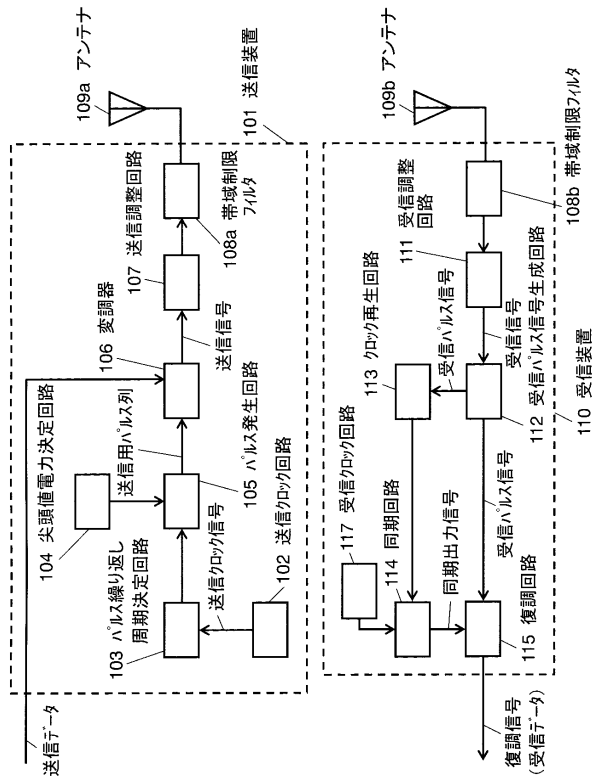 送信データ
109a アンテナ
101 送信装置
104 尖頭値電力決定回路
106 変調器
107 送信調整回路
108a 帯域制限
フィルタ
送信用パルス列
送信信号
103 パルス繰り返し
周期決定回路
105 パルス発生回路
送信クロック信号
102 送信クロック回路
109b アンテナ
117 受信クロック回路
113 クロック再生回路
111 受信調整
回路
108b 帯域制限フィルタ
114 同期回路
受信パルス信号
受信信号
同期出力信号
112 受信パルス信号生成回路
受信パルス信号
115 復調回路
110 受信装置
復調信号
(受信データ)